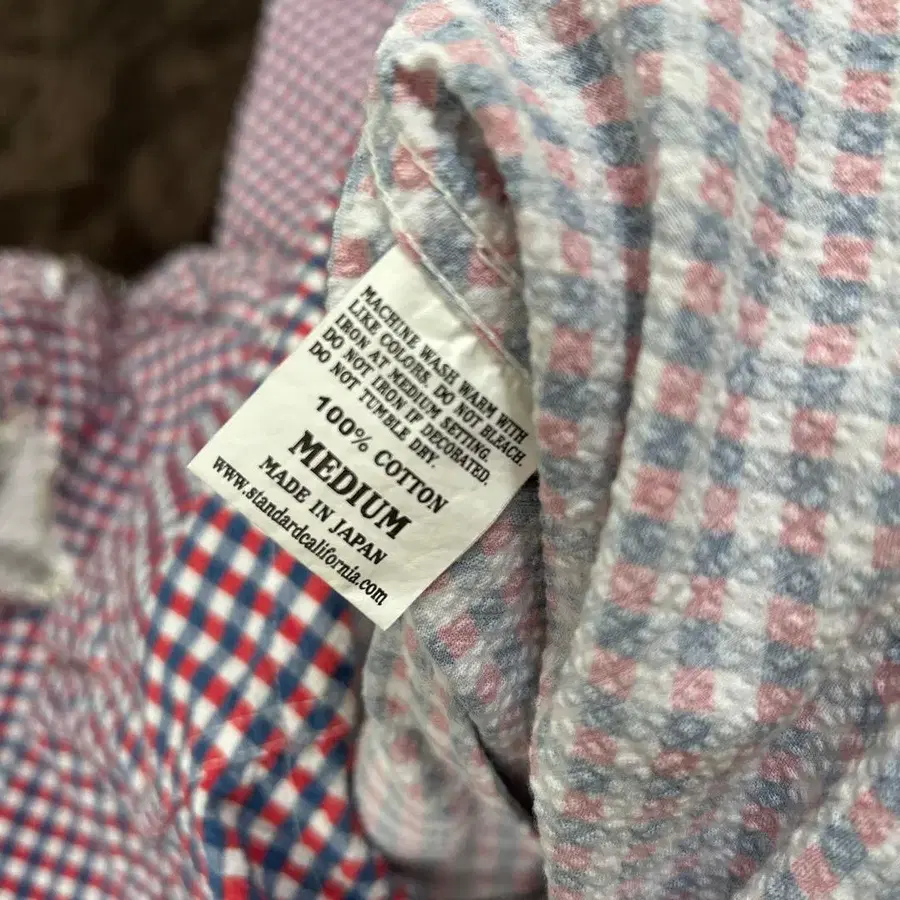 MACHINE WASH WARM WITH
LIKE COLORS. DO NOT BLEACH.
IRON AT MEDIUM SETTING.
DO NOT IRON IF DECORATED.
DO NOT TUMBLE DRY.
100% COTTON
MEDIUM
MADE IN JAPAN
www.standardcalifornia.com